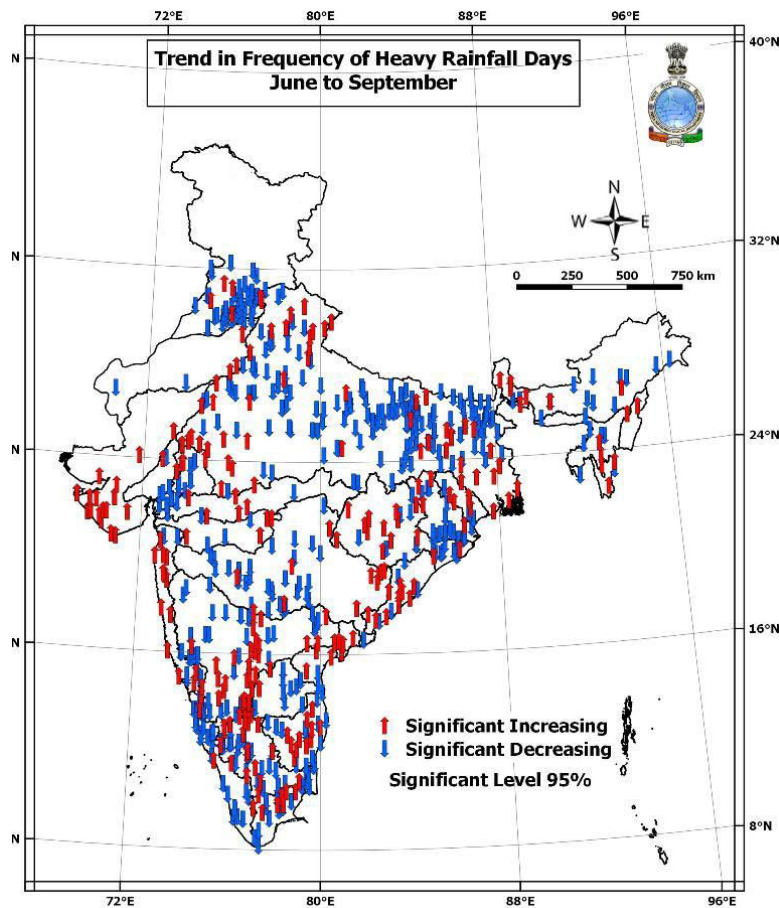 72°E 80°E 88°E 96°E
40°N
N
Trend in Frequency of Heavy Rainfall Days
June to September
N
W E
S
N
32°N
0 250 500 750 km
N
24°N
N
16°N
Significant Increasing
Significant Decreasing
Significant Level 95%
N
8°N
72°E 80°E 88°E 96°E